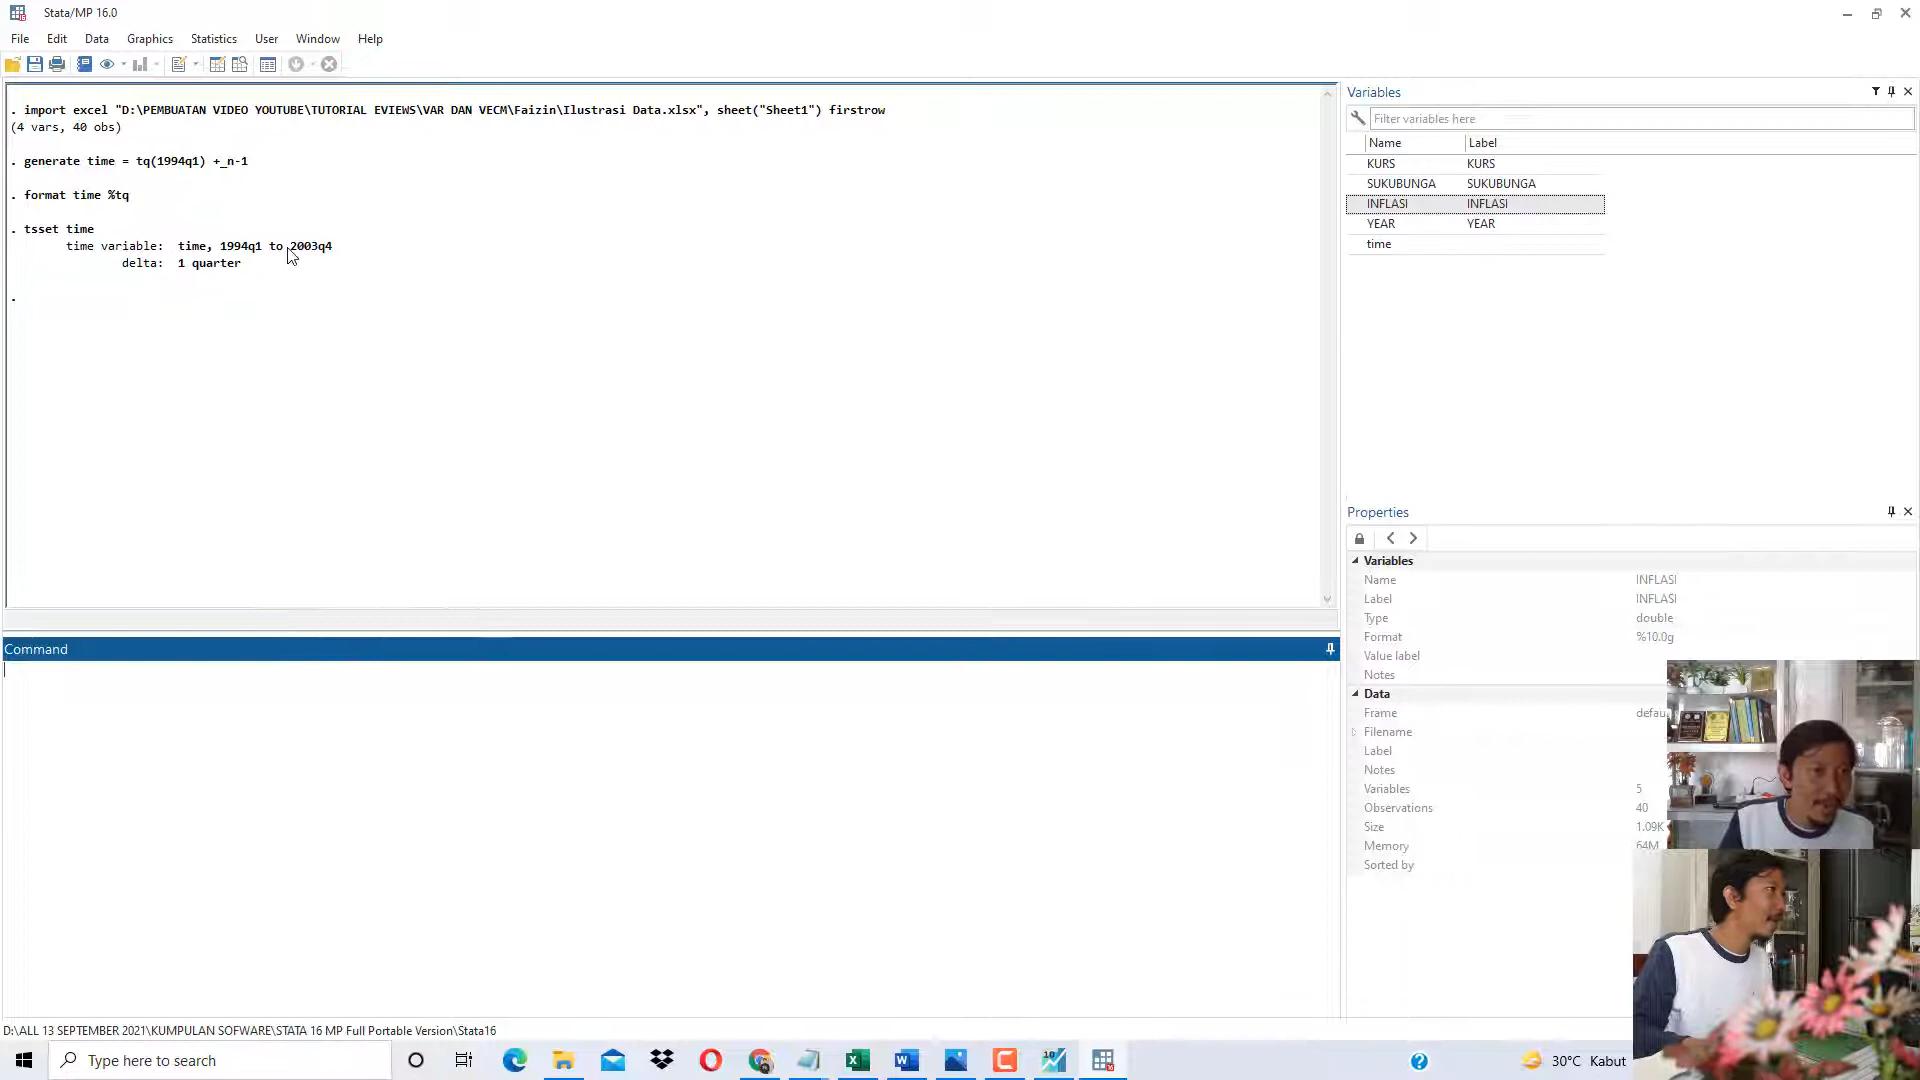 Stata/MP 16.0
File Edit Data Graphics Statistics User Window Help
. import excel "D:\PEMBUATAN VIDEO YOUTUBE\TUTORIAL EVIEWS\VAR DAN VECM\Faizin\Ilustrasi Data.xlsx", sheet("Sheet1") firstrow
(4 vars, 40 obs)
. generate time = tq(1994q1) +_n-1
. format time %tq
. tsset time
time variable: time, 1994q1 to 2003q4
delta: 1 quarter
.
Command
Variables
Filter variables here
Name Label
KURS KURS
SUKUBUNGA SUKUBUNGA
INFLASI INFLASI
YEAR YEAR
time
Properties
Variables
Name INFLASI
Label INFLASI
Type double
Format %10.0g
Value label
Notes
Data
Frame defau
Filename
Label
Notes
Variables 5
Observations 40
Size 1.09K
Memory 64M
Sorted by
D:\ALL 13 SEPTEMBER 2021\KUMPULAN SOFWARE\STATA 16 MP Full Portable Version\Stata16
Type here to search
30°C Kabut